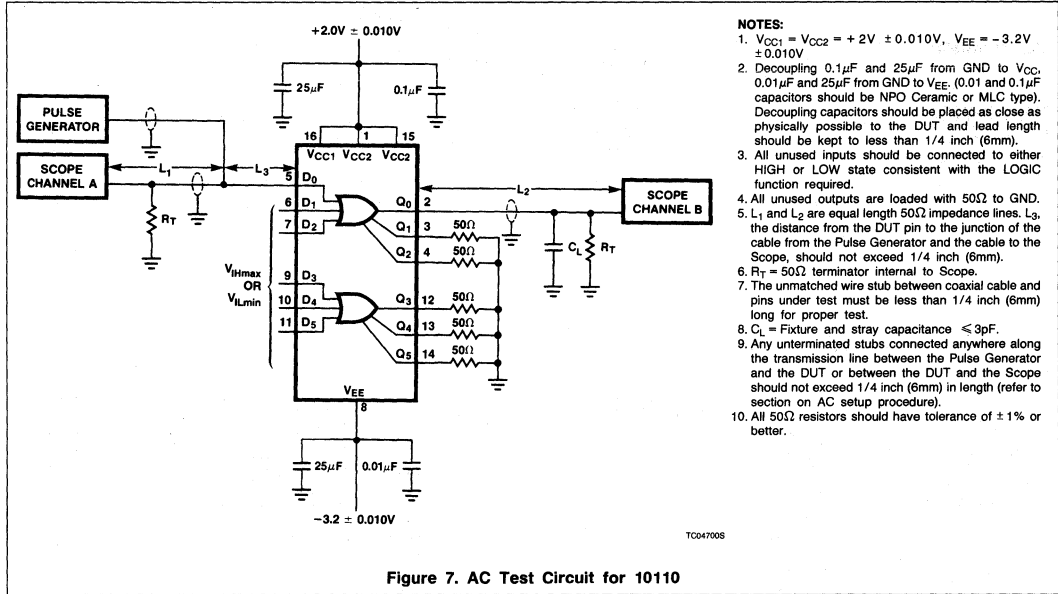 +2.0V ± 0.010V
25μF
0.1μF
PULSE
GENERATOR
SCOPE
CHANNEL A
L1
L3
RT
16
1
15
VCC1
VCC2
VCC2
5
D0
6
D1
7
D2
VIHmax
OR
VILmin
9
D3
10
D4
11
D5
Q0
2
Q1
3
50Ω
Q2
4
50Ω
Q3
12
50Ω
Q4
13
50Ω
Q5
14
50Ω
L2
SCOPE
CHANNEL B
CL
RT
VEE
8
25μF
0.01μF
−3.2 ± 0.010V
NOTES:
1. VCC1 = VCC2 = + 2V ± 0.010V, VEE = − 3.2V
± 0.010V
2. Decoupling 0.1μF and 25μF from GND to VCC,
0.01μF and 25μF from GND to VEE. (0.01 and 0.1μF
capacitors should be NPO Ceramic or MLC type).
Decoupling capacitors should be placed as close as
physically possible to the DUT and lead length
should be kept to less than 1/4 inch (6mm).
3. All unused inputs should be connected to either
HIGH or LOW state consistent with the LOGIC
function required.
4. All unused outputs are loaded with 50Ω to GND.
5. L1 and L2 are equal length 50Ω impedance lines. L3,
the distance from the DUT pin to the junction of the
cable from the Pulse Generator and the cable to the
Scope, should not exceed 1/4 inch (6mm).
6. RT = 50Ω terminator internal to Scope.
7. The unmatched wire stub between coaxial cable and
pins under test must be less than 1/4 inch (6mm)
long for proper test.
8. CL = Fixture and stray capacitance ≤ 3pF.
9. Any unterminated stubs connected anywhere along
the transmission line between the Pulse Generator
and the DUT or between the DUT and the Scope
should not exceed 1/4 inch (6mm) in length (refer to
section on AC setup procedure).
10. All 50Ω resistors should have tolerance of ± 1% or
better.
TC04700S
Figure 7. AC Test Circuit for 10110